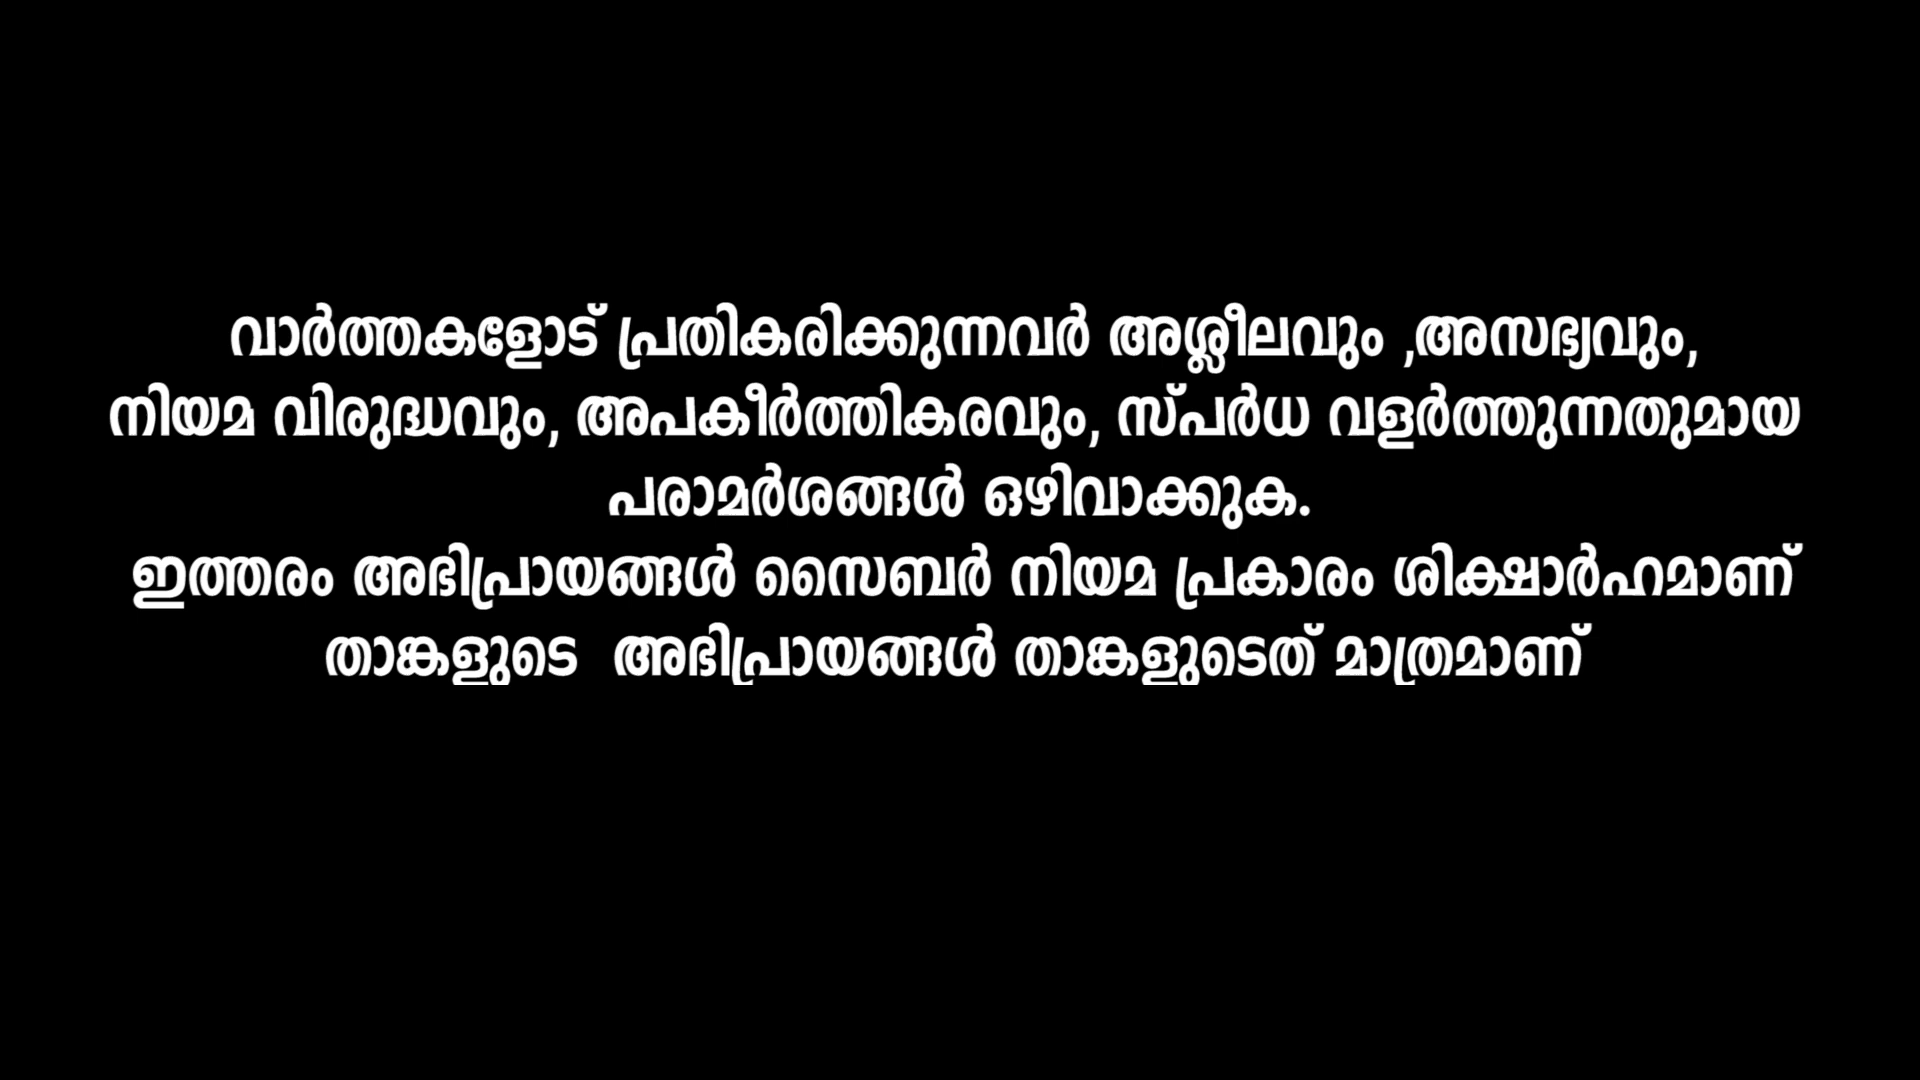 വാർത്തകളോട് പ്രതികരിക്കുന്നവർ അശ്ലീലവും ,അസഭ്യവും,
നിയമ വിരുദ്ധവും, അപകീർത്തികരവും, സ്പർധ വളർത്തുന്നതുമായ
പരാമർശങ്ങൾ ഒഴിവാക്കുക.
ഇത്തരം അഭിപ്രായങ്ങൾ സൈബർ നിയമ പ്രകാരം ശിക്ഷാർഹമാണ്
താങ്കളുടെ  അഭിപ്രായങ്ങൾ താങ്കളുടെത് മാത്രമാണ്